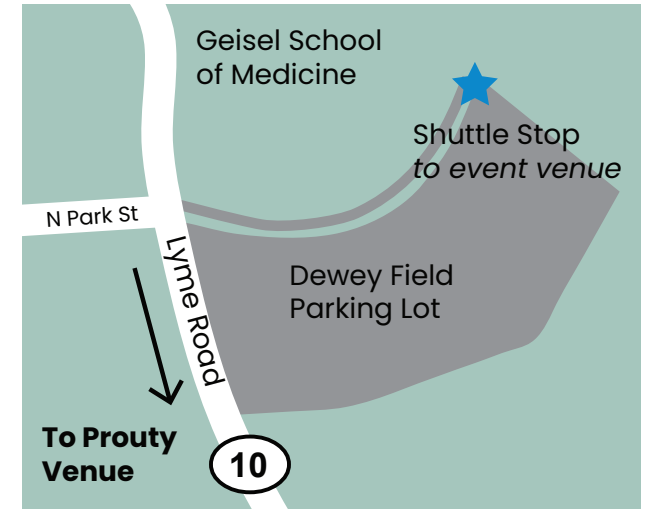 Geisel School
of Medicine
Shuttle Stop
to event venue
N Park St
Lyme Road
Dewey Field
Parking Lot
To Prouty
Venue
10